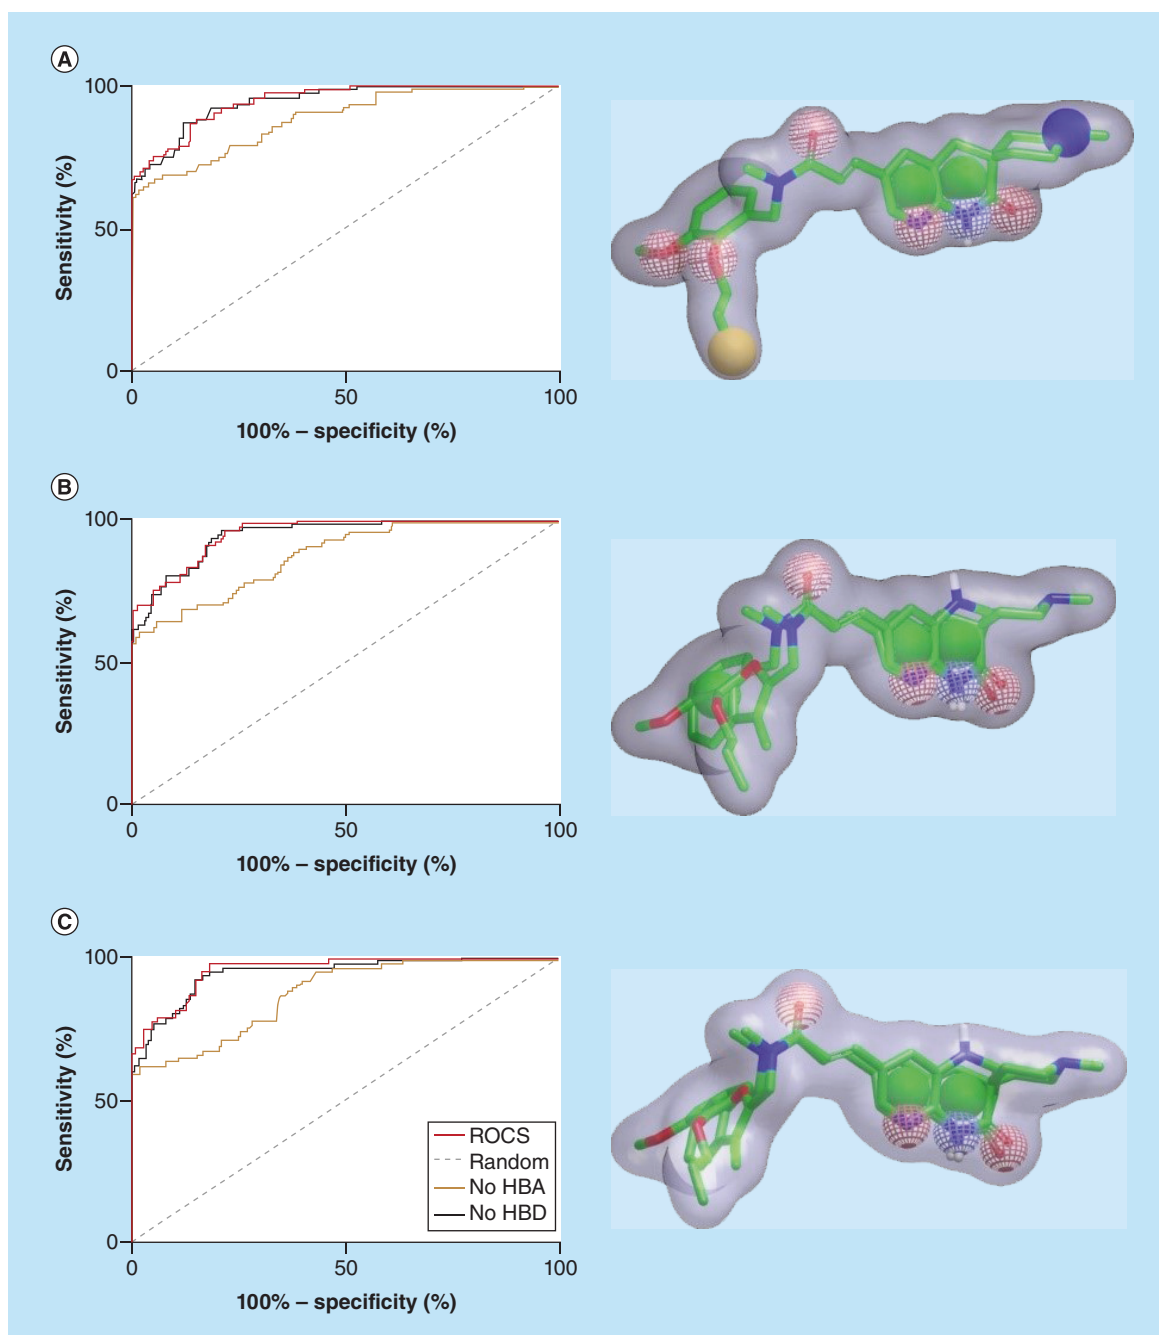 A
100
50
0
Sensitivity (%)
0 50 100
100% – specificity (%)
B
100
50
0
Sensitivity (%)
0 50 100
100% – specificity (%)
C
100
50
0
Sensitivity (%)
ROCS
Random
No HBA
No HBD
0 50 100
100% – specificity (%)